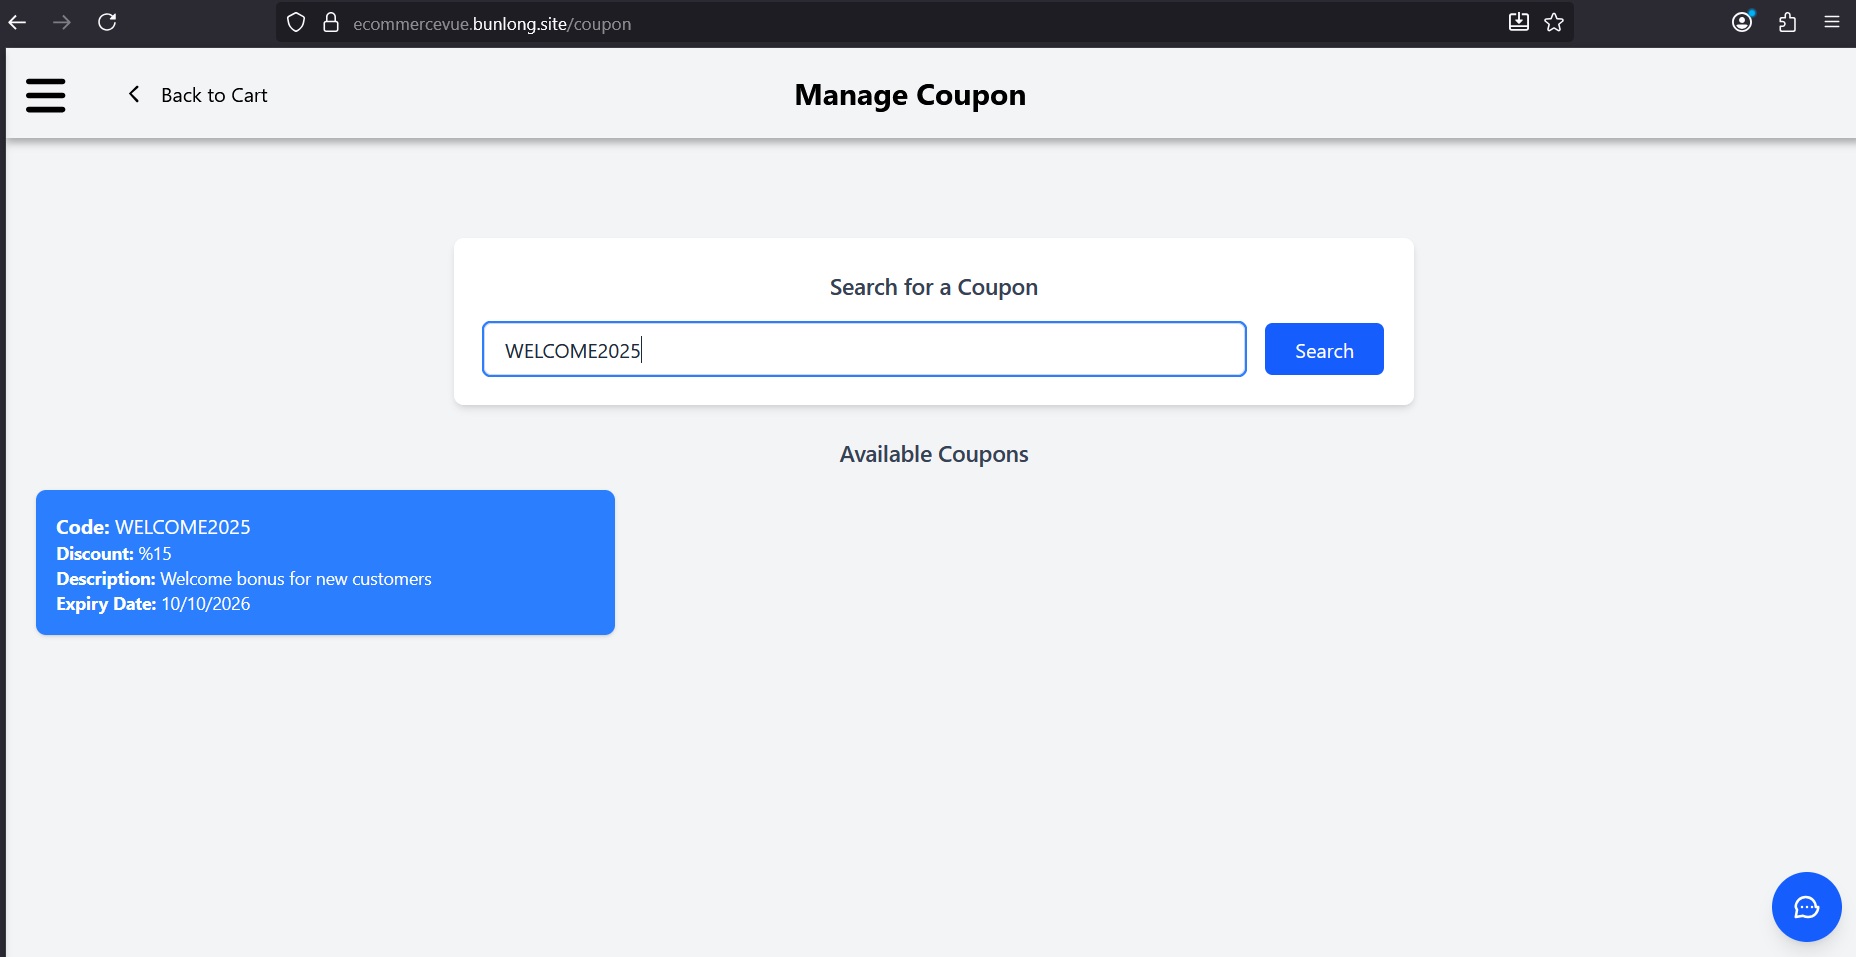 ecommercevue.bunlong.site/coupon
Back to Cart
Manage Coupon
Search for a Coupon
WELCOME2025
Search
Available Coupons
Code: WELCOME2025
Discount: %15
Description: Welcome bonus for new customers
Expiry Date: 10/10/2026